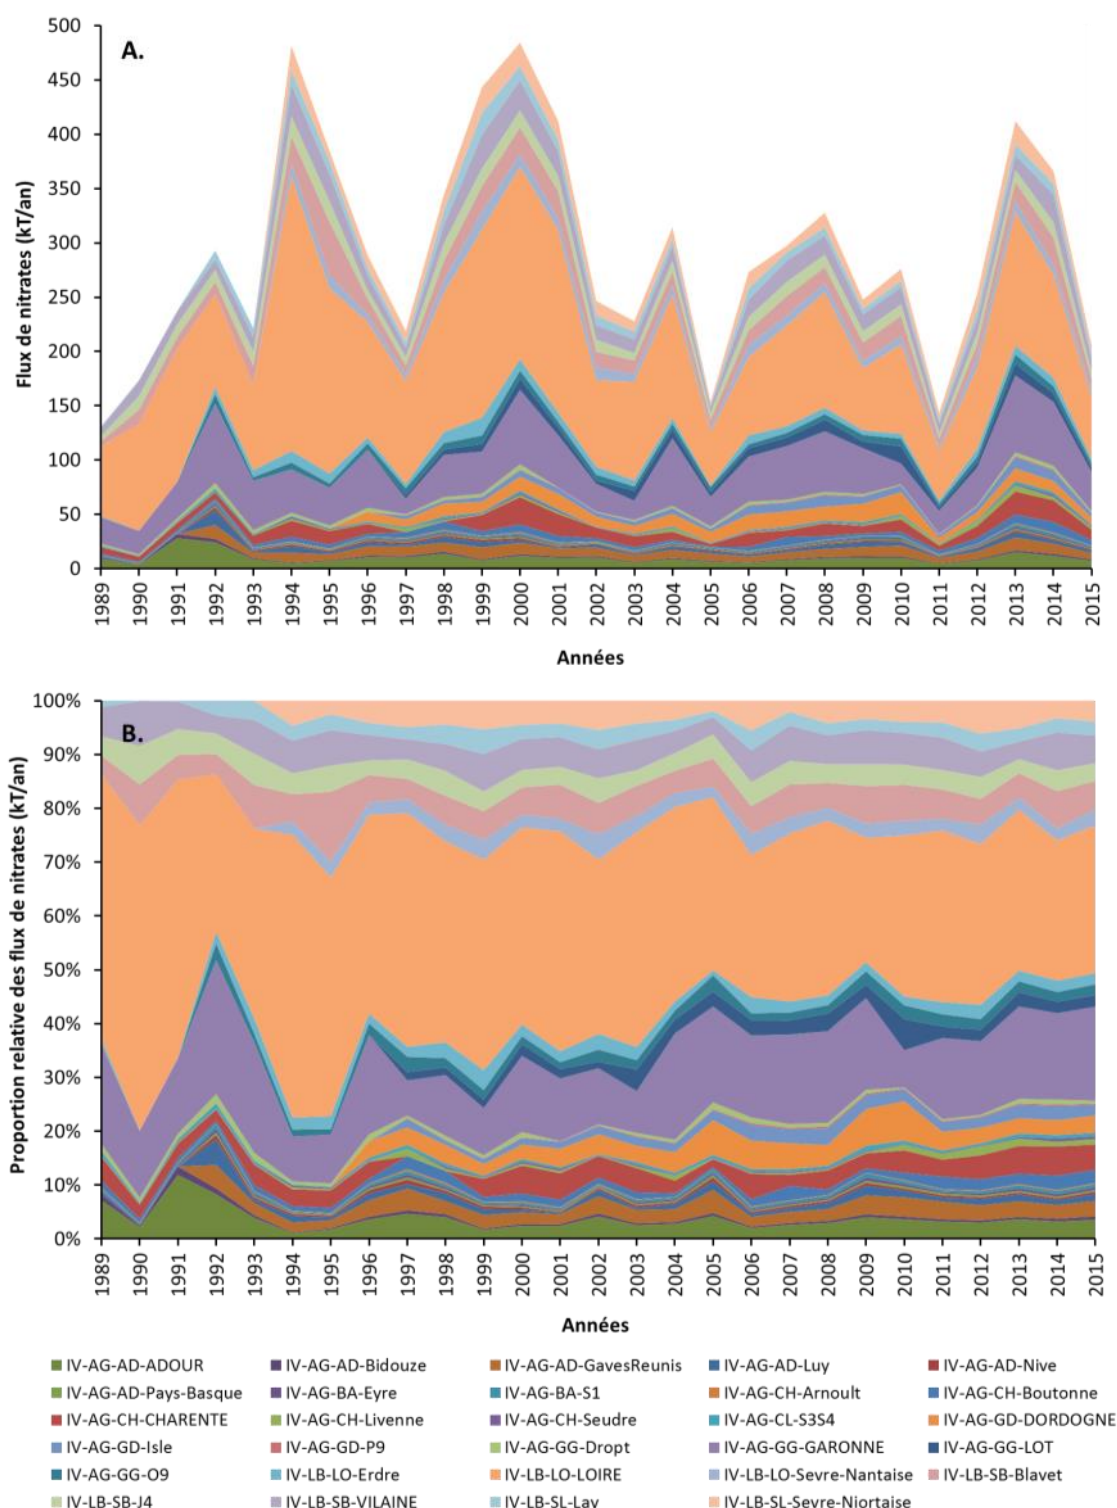 A.
500
450
400
350
300
250
200
150
100
50
0
Flux de nitrates (kT/an)
1989 1990 1991 1992 1993 1994 1995 1996 1997 1998 1999 2000 2001 2002 2003 2004 2005 2006 2007 2008 2009 2010 2011 2012 2013 2014 2015
Années
B.
100%
90%
80%
70%
60%
50%
40%
30%
20%
10%
0%
Proportion relative des flux de nitrates (kT/an)
1989 1990 1991 1992 1993 1994 1995 1996 1997 1998 1999 2000 2001 2002 2003 2004 2005 2006 2007 2008 2009 2010 2011 2012 2013 2014 2015
Années
IV-AG-AD-ADOUR IV-AG-AD-Bidouze IV-AG-AD-GavesReunis IV-AG-AD-Luy IV-AG-AD-Nive
IV-AG-AD-Pays-Basque IV-AG-BA-Eyre IV-AG-BA-S1 IV-AG-CH-Arnoult IV-AG-CH-Boutonne
IV-AG-CH-CHARENTE IV-AG-CH-Livenne IV-AG-CH-Seudre IV-AG-CL-S3S4 IV-AG-GD-DORDOGNE
IV-AG-GD-Isle IV-AG-GD-P9 IV-AG-GG-Dropt IV-AG-GG-GARONNE IV-AG-GG-LOT
IV-AG-GG-O9 IV-LB-LO-Erdre IV-LB-LO-LOIRE IV-LB-LO-Sevre-Nantaise IV-LB-SB-Blavet
IV-LB-SB-J4 IV-LB-SB-VILAINE IV-LB-SL-Lay IV-LB-SL-Sevre-Niortaise